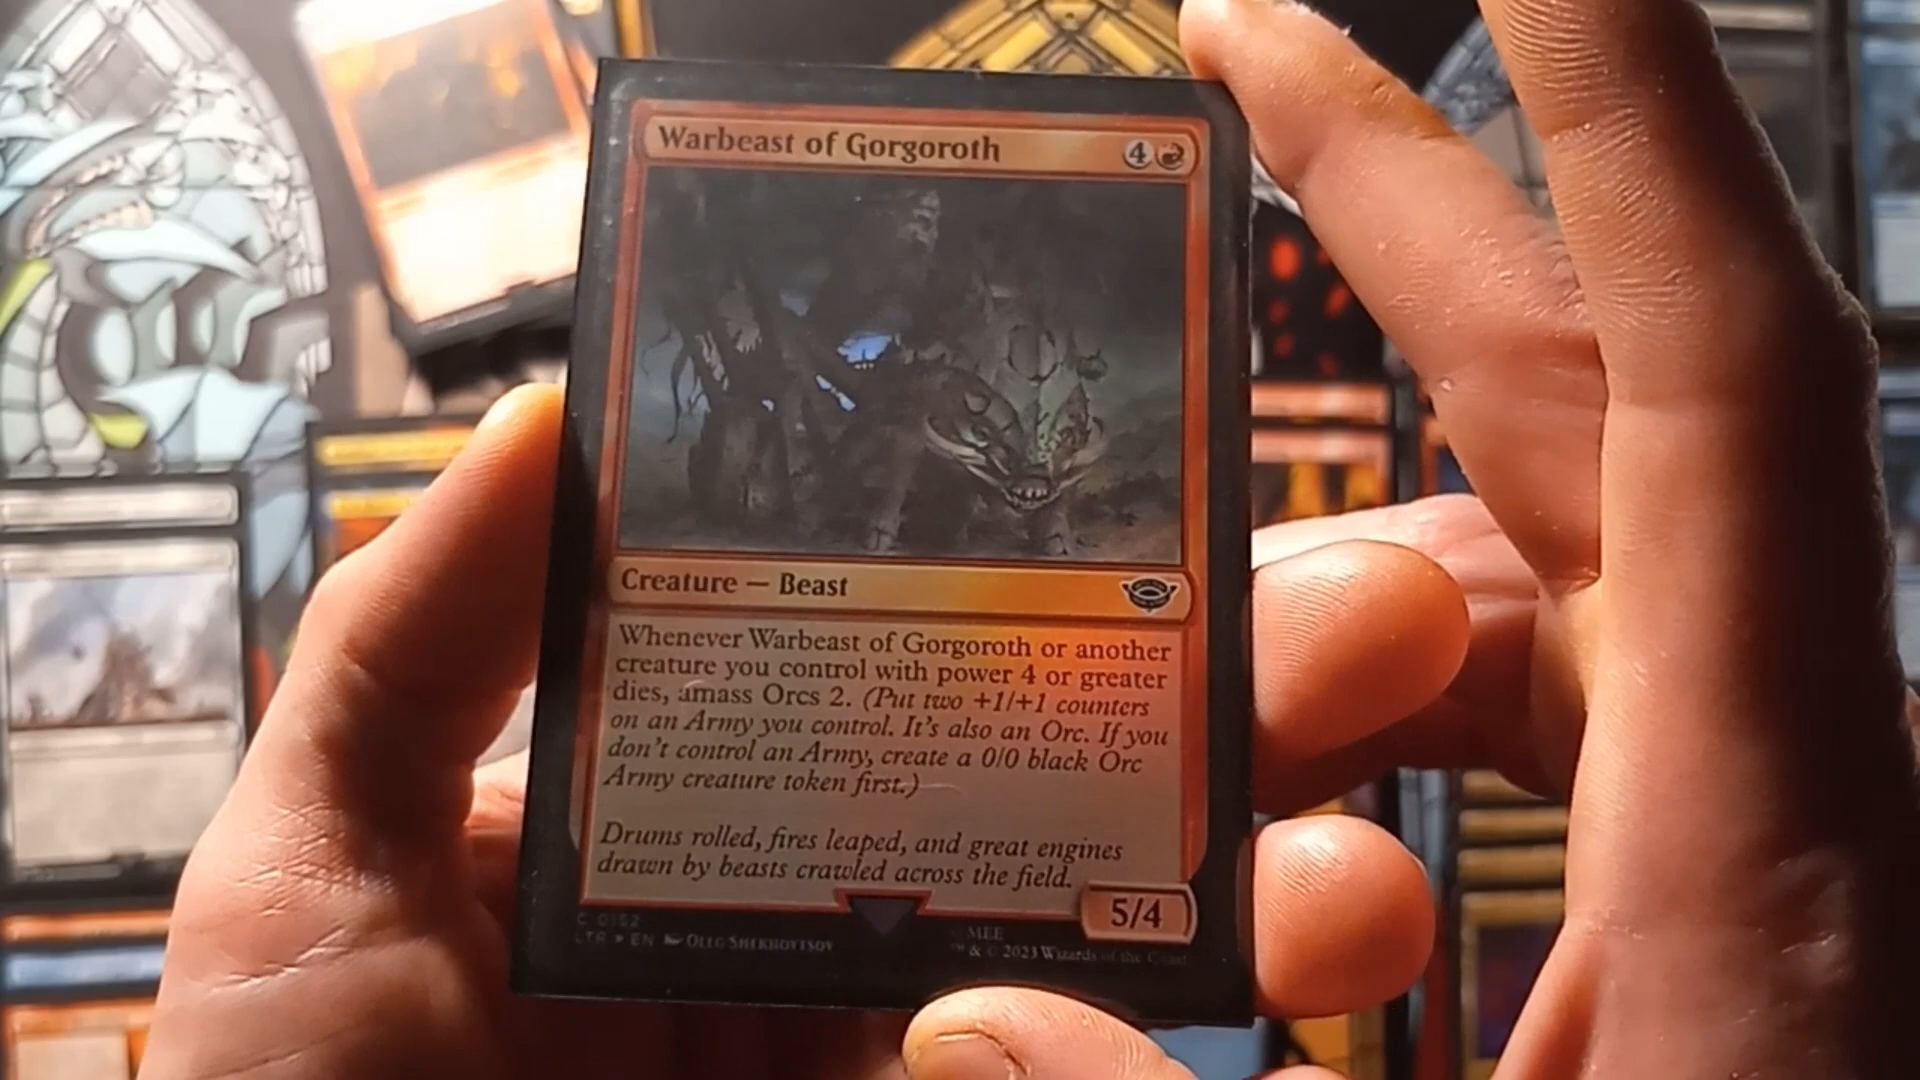 Warbeast of Gorgoroth 4
Creature — Beast
Whenever Warbeast of Gorgoroth or another
creature you control with power 4 or greater
dies, amass Orcs 2. (Put two +1/+1 counters
on an Army you control. It's also an Orc. If you
don't control an Army, create a 0/0 black Orc
Army creature token first.)
Drums rolled, fires leaped, and great engines
drawn by beasts crawled across the field.
5/4
C 0152
LTR EN OLEG SHEKHOVTSOV
MEE
™ & © 2023 Wizards of the Coast